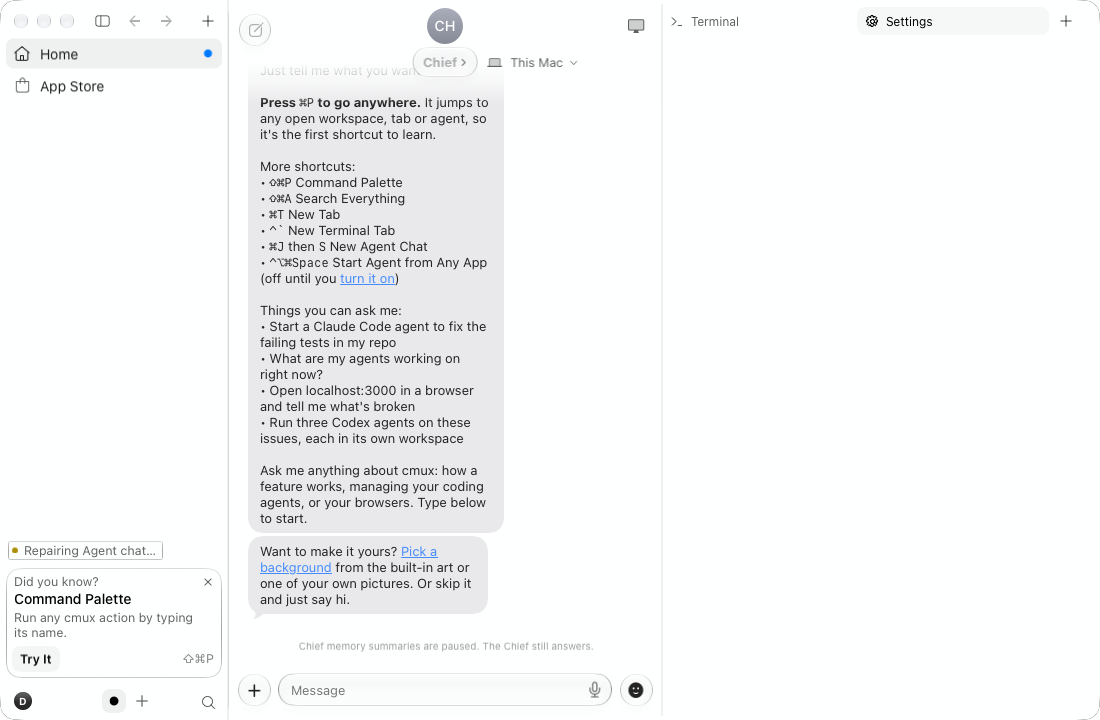 Home
App Store
Repairing Agent chat...
Did you know?
Command Palette
Run any cmux action by typing
its name.
Try It
⇧⌘P
D
CH
Chief ›
This Mac
Just tell me what you want
Press ⌘P to go anywhere. It jumps to
any open workspace, tab or agent, so
it's the first shortcut to learn.
More shortcuts:
• ⇧⌘P Command Palette
• ⇧⌘A Search Everything
• ⌘T New Tab
• ^` New Terminal Tab
• ⌘J then S New Agent Chat
• ^⌥⌘Space Start Agent from Any App
(off until you turn it on)
Things you can ask me:
• Start a Claude Code agent to fix the
failing tests in my repo
• What are my agents working on
right now?
• Open localhost:3000 in a browser
and tell me what's broken
• Run three Codex agents on these
issues, each in its own workspace
Ask me anything about cmux: how a
feature works, managing your coding
agents, or your browsers. Type below
to start.
Want to make it yours? Pick a
background from the built-in art or
one of your own pictures. Or skip it
and just say hi.
Chief memory summaries are paused. The Chief still answers.
Message
Terminal
Settings